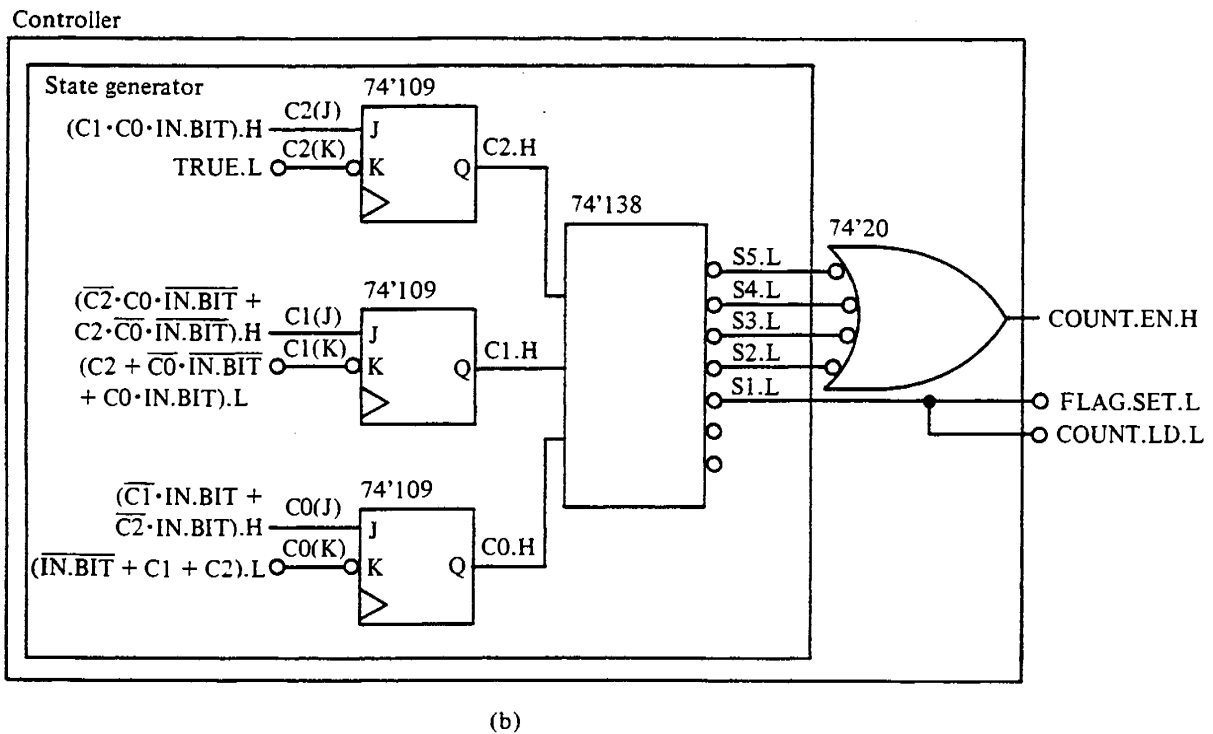 Controller
State generator
74'109
C2(J)
(C1·C0·IN.BIT).H
J
C2(K)
TRUE.L
K
Q
C2.H
74'138
74'20
S5.L
S4.L
S3.L
S2.L
S1.L
COUNT.EN.H
FLAG.SET.L
COUNT.LD.L
74'109
(C̅2̅·C0·I̅N̅.̅B̅I̅T̅ +
C2·C̅0̅·I̅N̅.̅B̅I̅T̅).H
C1(J)
J
(C2 + C̅0̅·I̅N̅.̅B̅I̅T̅
+ C0·IN.BIT).L
C1(K)
K
Q
C1.H
74'109
(C̅1̅·IN.BIT +
C̅2̅·IN.BIT).H
C0(J)
J
(I̅N̅.̅B̅I̅T̅ + C1 + C2).L
C0(K)
K
Q
C0.H
(b)